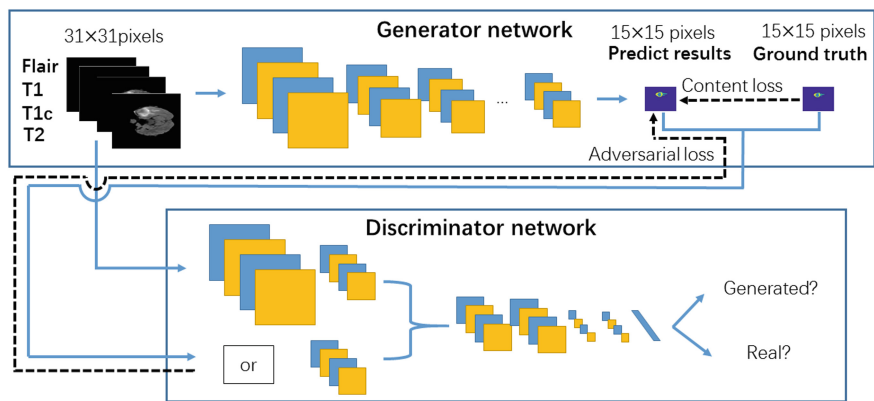 31×31pixels
Generator network
15×15 pixels
Predict results
15×15 pixels
Ground truth
Flair
T1
T1c
T2
...
Content loss
Adversarial loss
Discriminator network
Generated?
or
Real?